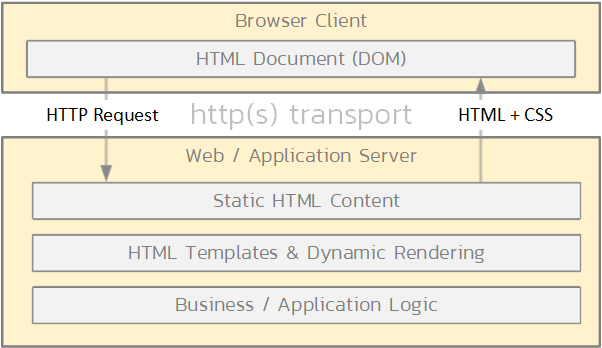 Browser Client
HTML Document (DOM)
HTTP Request
http(s) transport
HTML + CSS
Web / Application Server
Static HTML Content
HTML Templates & Dynamic Rendering
Business / Application Logic